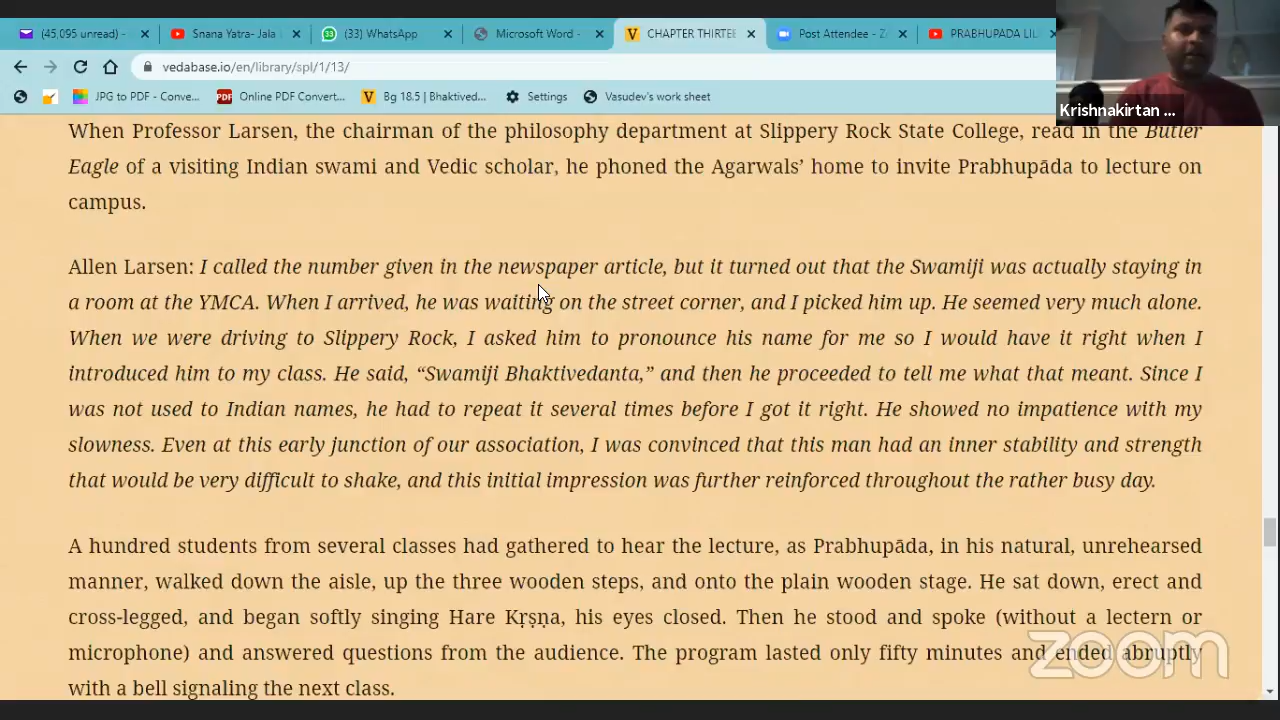 (45,095 unread) -
Snana Yatra- Jala
33 (33) WhatsApp
Microsoft Word -
V CHAPTER THIRTEE
Post Attendee - Z
PRABHUPADA LIL
vedabase.io/en/library/spl/1/13/
JPG to PDF - Conve...
PDF Online PDF Convert...
V Bg 18.5 | Bhaktived...
Settings
Vasudev's work sheet
Krishnakirtan ...
When Professor Larsen, the chairman of the philosophy department at Slippery Rock State College, read in the Butler
Eagle of a visiting Indian swami and Vedic scholar, he phoned the Agarwals’ home to invite Prabhupāda to lecture on
campus.
Allen Larsen: I called the number given in the newspaper article, but it turned out that the Swamiji was actually staying in
a room at the YMCA. When I arrived, he was waiting on the street corner, and I picked him up. He seemed very much alone.
When we were driving to Slippery Rock, I asked him to pronounce his name for me so I would have it right when I
introduced him to my class. He said, “Swamiji Bhaktivedanta,” and then he proceeded to tell me what that meant. Since I
was not used to Indian names, he had to repeat it several times before I got it right. He showed no impatience with my
slowness. Even at this early junction of our association, I was convinced that this man had an inner stability and strength
that would be very difficult to shake, and this initial impression was further reinforced throughout the rather busy day.
A hundred students from several classes had gathered to hear the lecture, as Prabhupāda, in his natural, unrehearsed
manner, walked down the aisle, up the three wooden steps, and onto the plain wooden stage. He sat down, erect and
cross-legged, and began softly singing Hare Kṛṣṇa, his eyes closed. Then he stood and spoke (without a lectern or
microphone) and answered questions from the audience. The program lasted only fifty minutes and ended abruptly
with a bell signaling the next class.
zoom